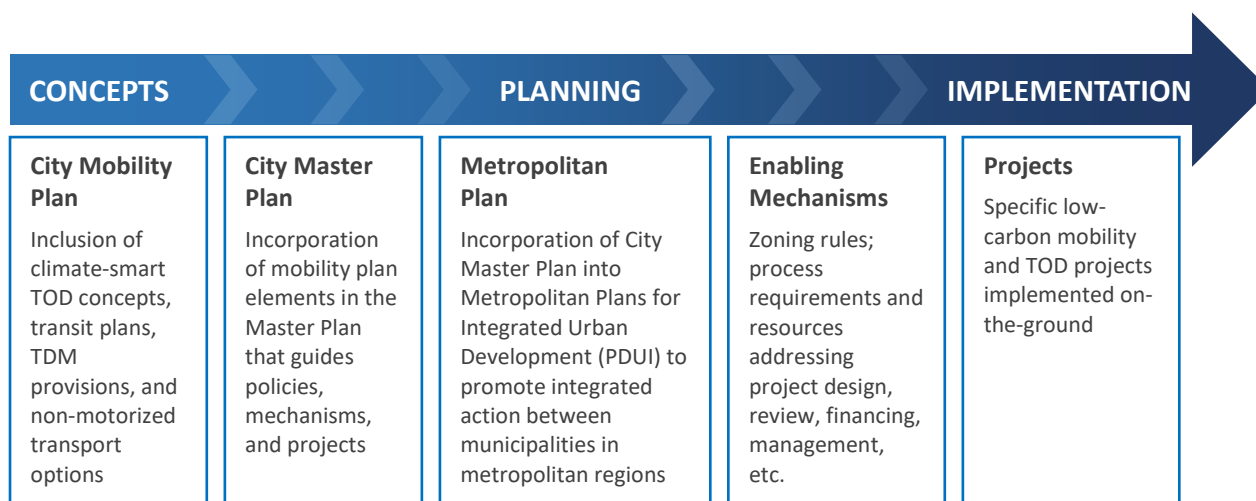 CONCEPTS
PLANNING
IMPLEMENTATION
City Mobility
Plan
Inclusion of
climate-smart
TOD concepts,
transit plans,
TDM
provisions, and
non-motorized
transport
options
City Master
Plan
Incorporation
of mobility plan
elements in the
Master Plan
that guides
policies,
mechanisms,
and projects
Metropolitan
Plan
Incorporation of City
Master Plan into
Metropolitan Plans for
Integrated Urban
Development (PDUI) to
promote integrated
action between
municipalities in
metropolitan regions
Enabling
Mechanisms
Zoning rules;
process
requirements and
resources
addressing
project design,
review, financing,
management,
etc.
Projects
Specific low-
carbon mobility
and TOD projects
implemented on-
the-ground